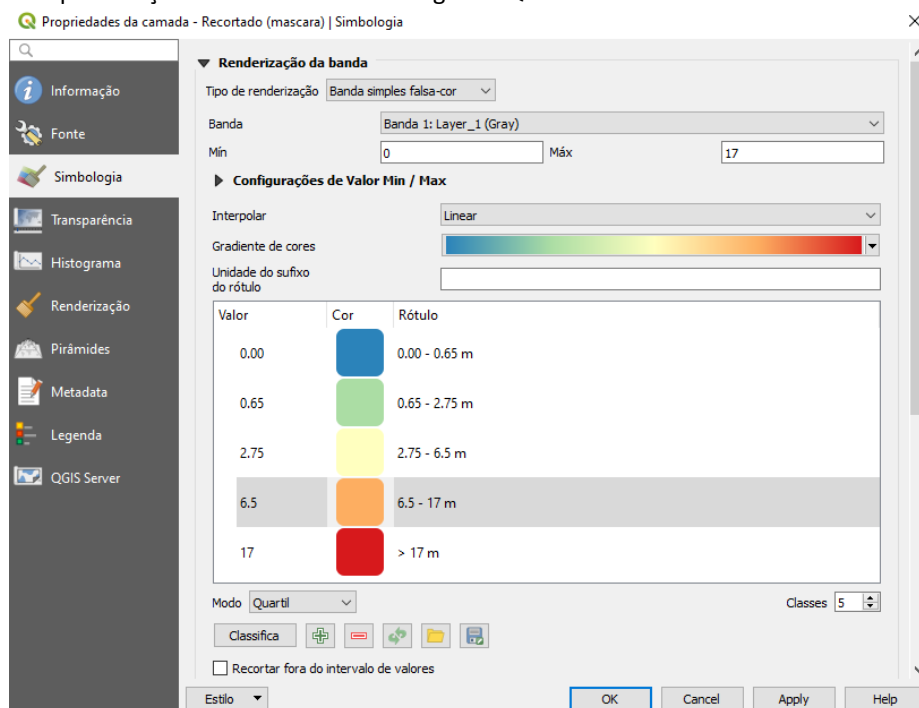 Propriedades da camada - Recortado (mascara) | Simbologia
Informação
Fonte
Simbologia
Transparência
Histograma
Renderização
Pirâmides
Metadata
Legenda
QGIS Server
Renderização da banda
Tipo de renderização Banda simples falsa-cor
Banda Banda 1: Layer_1 (Gray)
Mín 0 Máx 17
Configurações de Valor Min / Max
Interpolar Linear
Gradiente de cores
Unidade do sufixo
do rótulo
Valor Cor Rótulo
0.00 0.00 - 0.65 m
0.65 0.65 - 2.75 m
2.75 2.75 - 6.5 m
6.5 6.5 - 17 m
17 > 17 m
Modo Quartil Classes 5
Classifica
Recortar fora do intervalo de valores
Estilo OK Cancel Apply Help